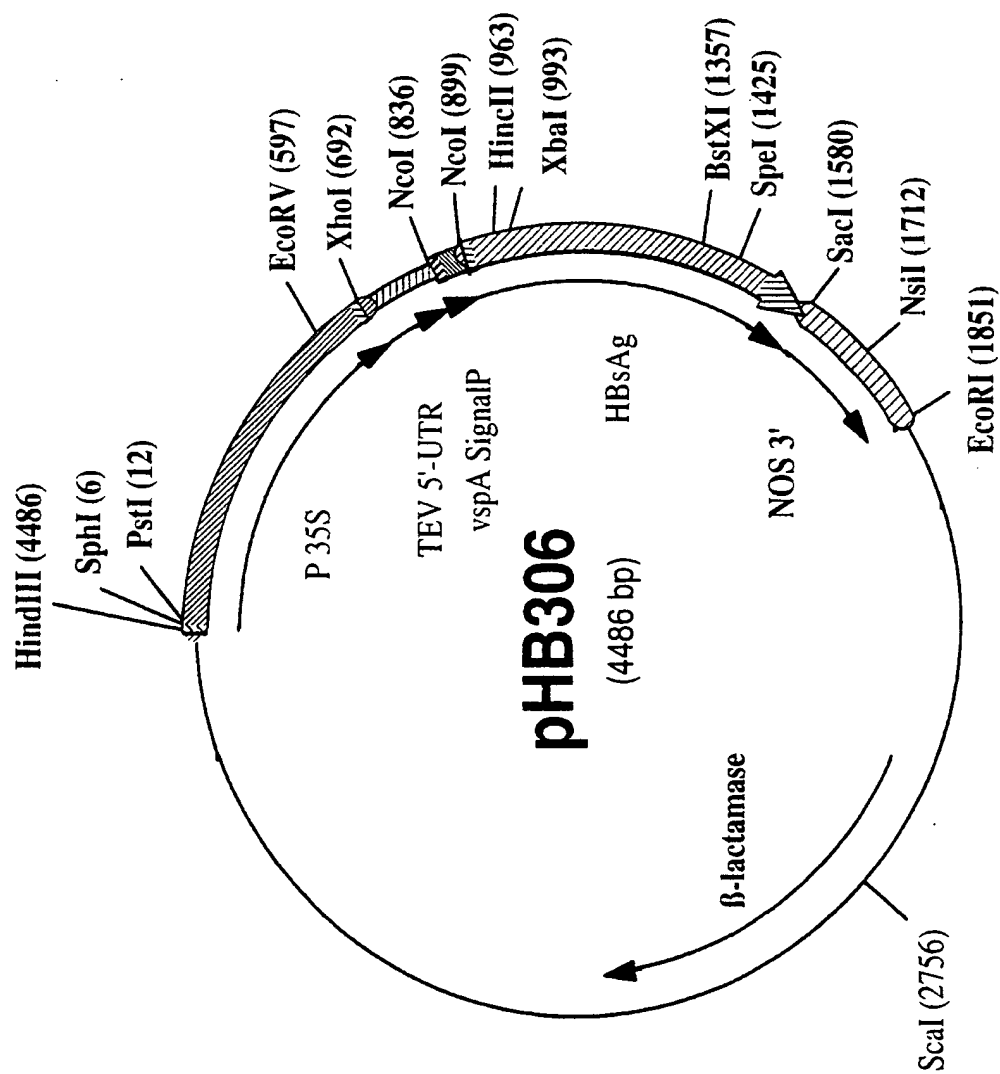 HindIII (4486)
SphI (6)
PstI (12)
EcoRV (597)
XhoI (692)
NcoI (836)
NcoI (899)
HincII (963)
XbaI (993)
BstXI (1357)
SpeI (1425)
SacI (1580)
NsiI (1712)
EcoRI (1851)
P 35S
TEV 5'-UTR
vspA SignalP
HBsAg
NOS 3'
pHB306
(4486 bp)
ß-lactamase
ScaI (2756)